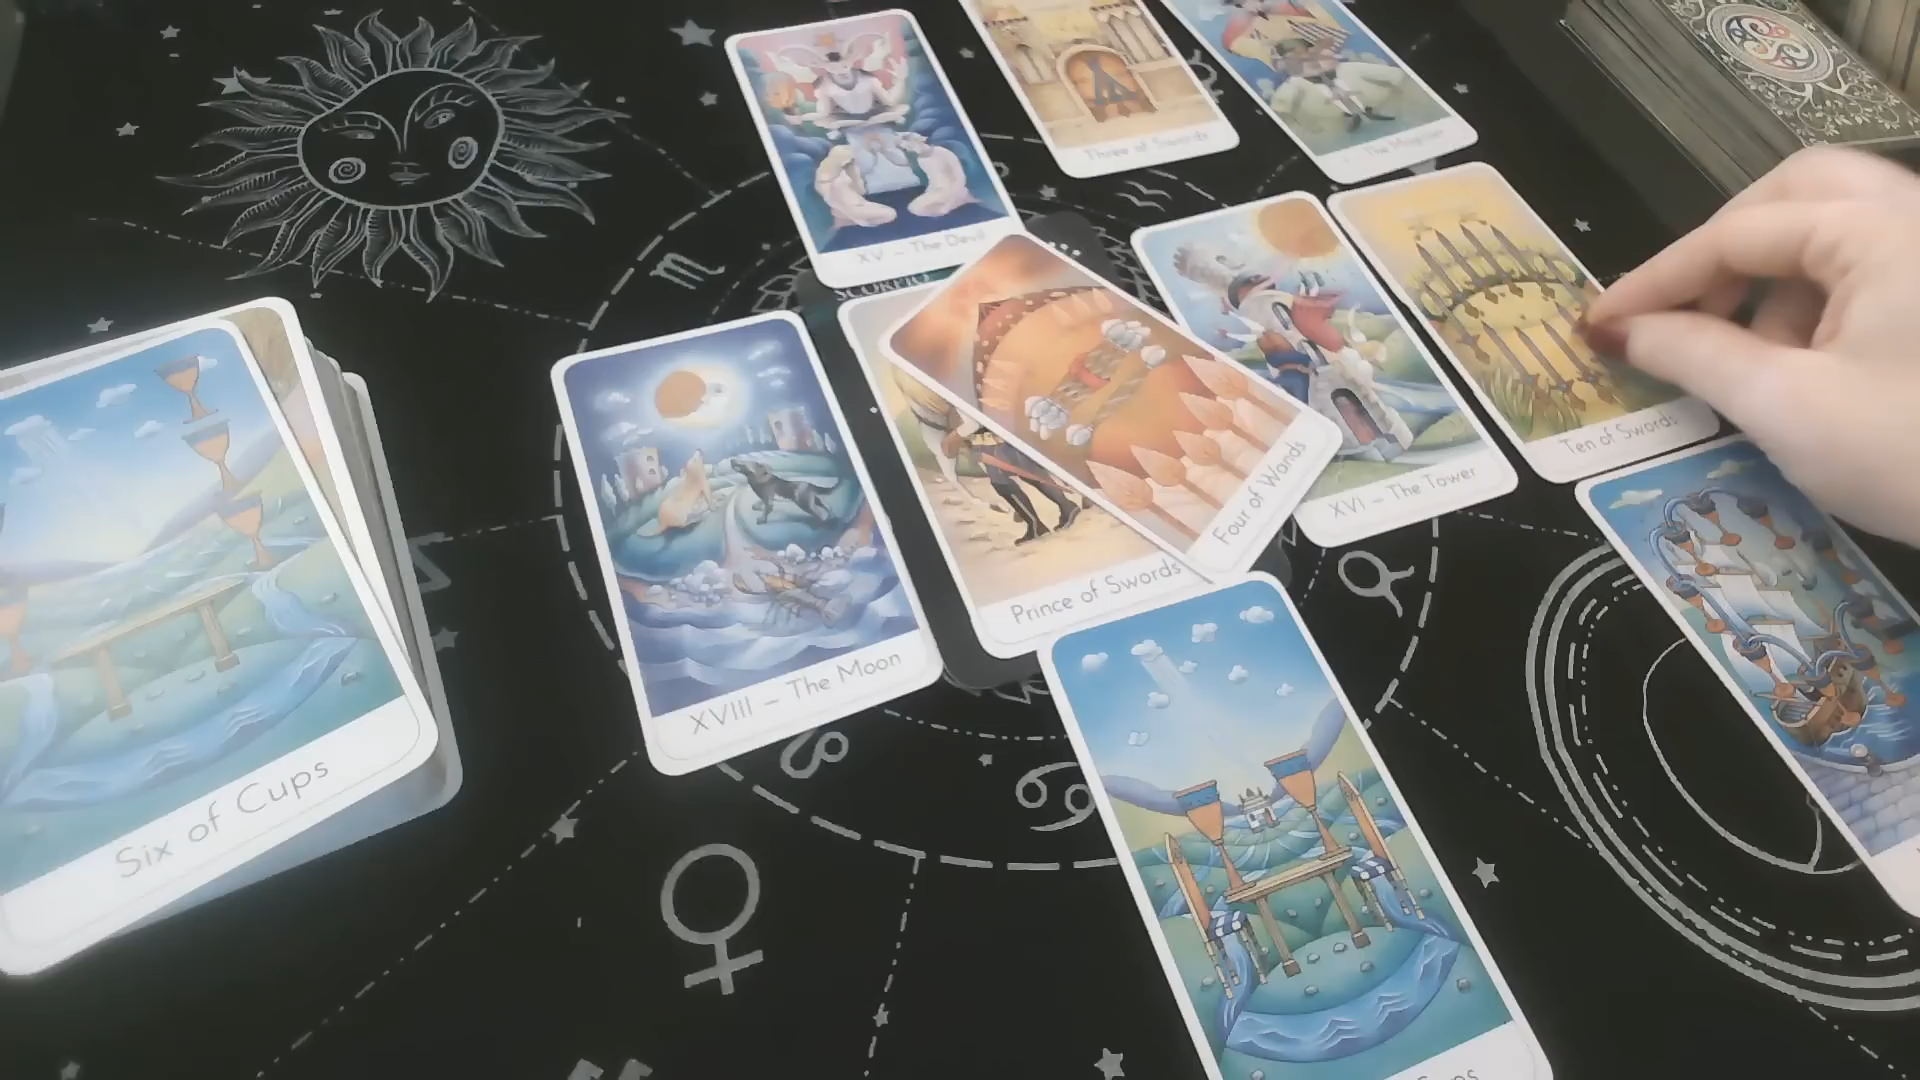 Three of Swords
The Magician
XV – The Devil
SCORPIO
Ten of Swords
XVI – The Tower
Four of Wands
Prince of Swords
XVIII – The Moon
Six of Cups